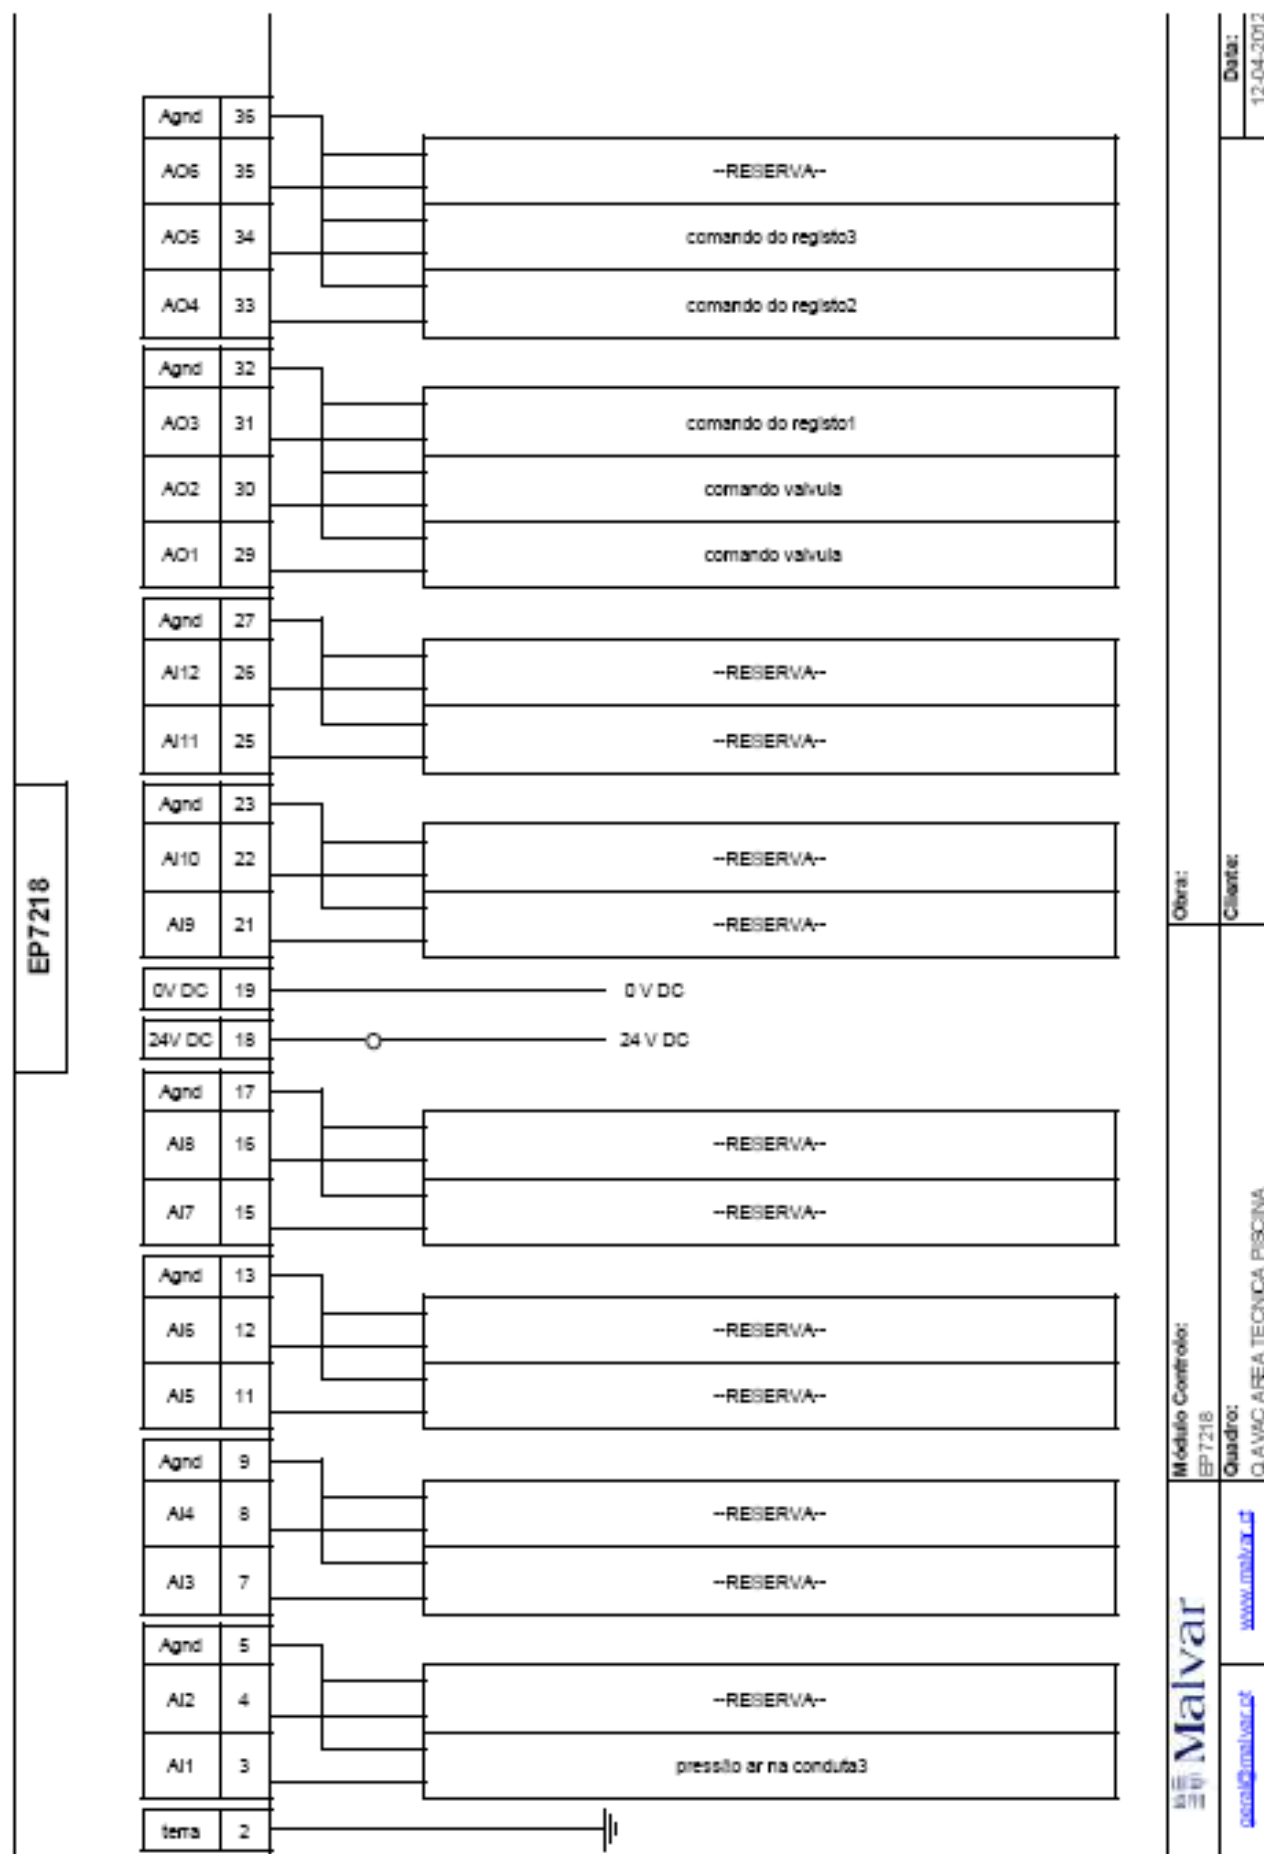 EP7218
Agnd 36
AO6 35 --RESERVA--
AO5 34 comando do registo3
AO4 33 comando do registo2
Agnd 32
AO3 31 comando do registo1
AO2 30 comando valvula
AO1 29 comando valvula
Agnd 27
AI12 26 --RESERVA--
AI11 25 --RESERVA--
Agnd 23
AI10 22 --RESERVA--
AI9 21 --RESERVA--
0V DC 19 0 V DC
24V DC 18 24 V DC
Agnd 17
AI8 16 --RESERVA--
AI7 15 --RESERVA--
Agnd 13
AI6 12 --RESERVA--
AI5 11 --RESERVA--
Agnd 9
AI4 8 --RESERVA--
AI3 7 --RESERVA--
Agnd 5
AI2 4 --RESERVA--
AI1 3 pressão ar na conduta3
terra 2
Malvar
geral@malvar.pt
www.malvar.pt
Módulo Controlo:
EP7218
Obra:
Quadro:
Q.AVAC AREA TECNICA PISCINA
Cliente:
Data:
12-04-2012